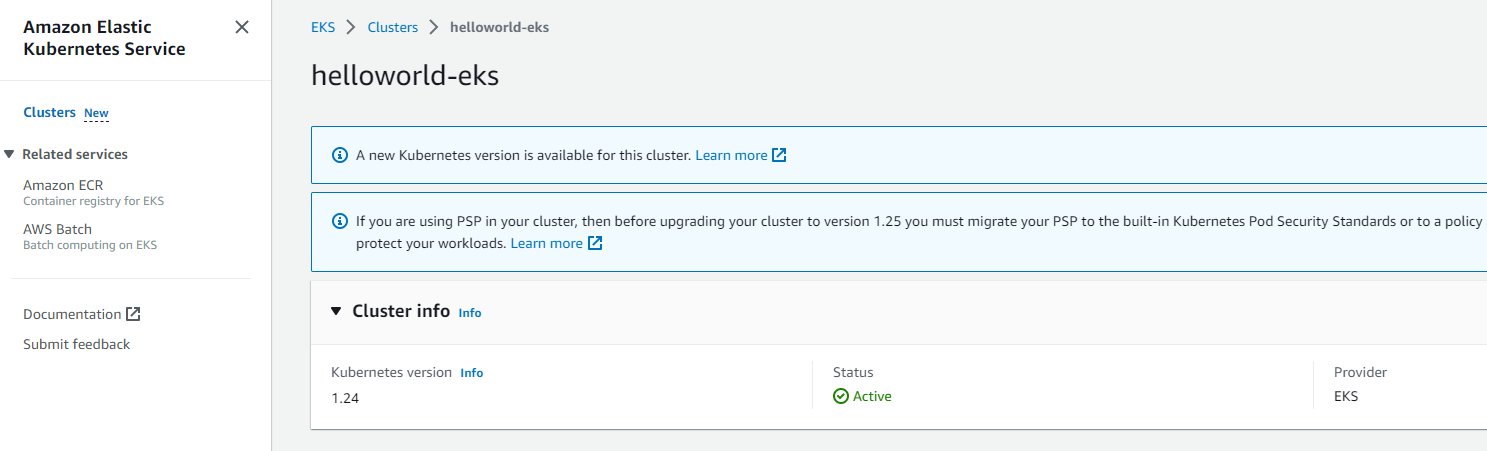 Amazon Elastic
Kubernetes Service
Clusters New
Related services
Amazon ECR
Container registry for EKS
AWS Batch
Batch computing on EKS
Documentation
Submit feedback
EKS Clusters helloworld-eks
helloworld-eks
A new Kubernetes version is available for this cluster. Learn more
If you are using PSP in your cluster, then before upgrading your cluster to version 1.25 you must migrate your PSP to the built-in Kubernetes Pod Security Standards or to a policy
protect your workloads. Learn more
Cluster info Info
Kubernetes version Info
1.24
Status
Active
Provider
EKS